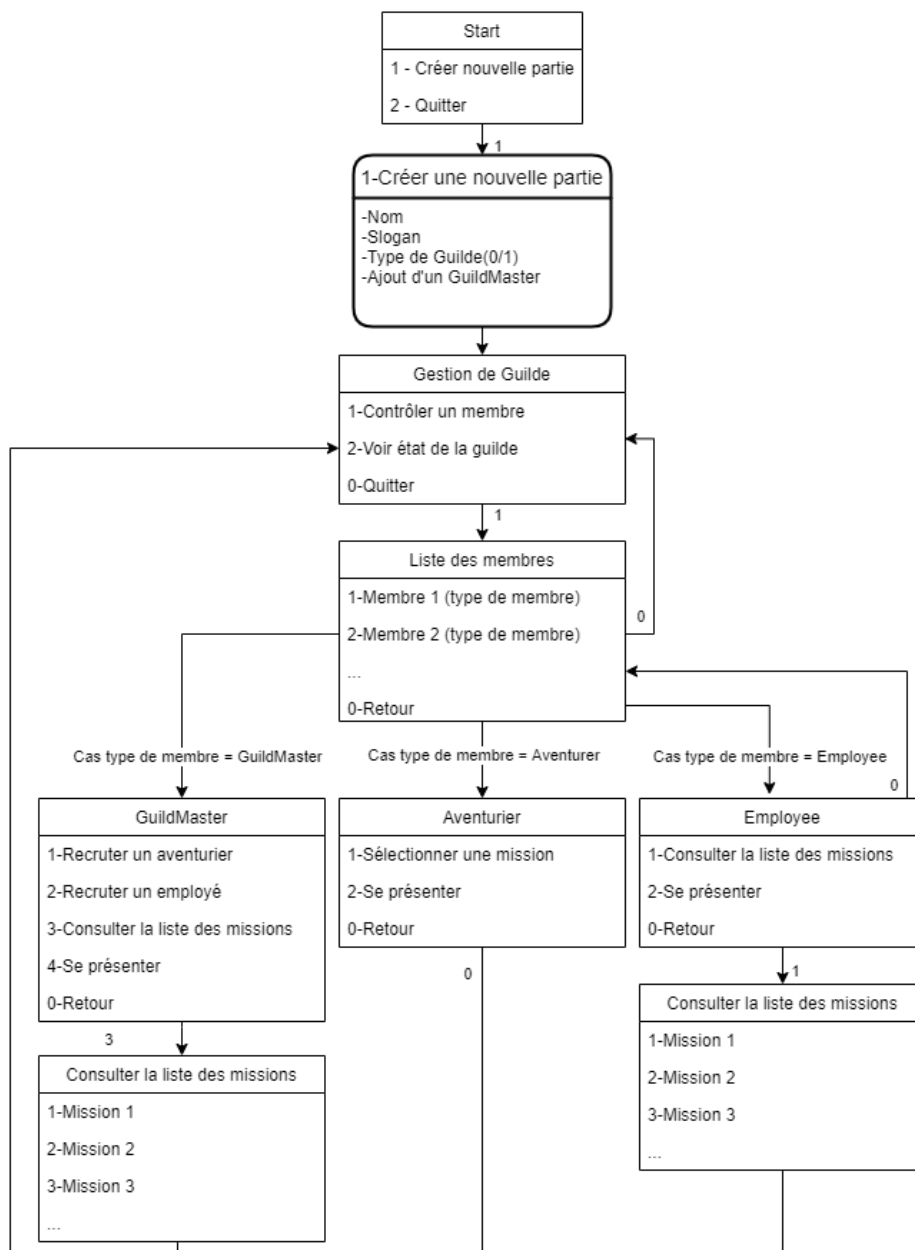 Start
1 - Créer nouvelle partie
2 - Quitter
1
1-Créer une nouvelle partie
-Nom
-Slogan
-Type de Guilde(0/1)
-Ajout d'un GuildMaster
Gestion de Guilde
1-Contrôler un membre
2-Voir état de la guilde
0-Quitter
1
Liste des membres
1-Membre 1 (type de membre)
0
2-Membre 2 (type de membre)
...
0-Retour
Cas type de membre = GuildMaster
Cas type de membre = Aventurer
Cas type de membre = Employee
0
GuildMaster
1-Recruter un aventurier
2-Recruter un employé
3-Consulter la liste des missions
4-Se présenter
0-Retour
3
Consulter la liste des missions
1-Mission 1
2-Mission 2
3-Mission 3
...
Aventurier
1-Sélectionner une mission
2-Se présenter
0-Retour
0
Employee
1-Consulter la liste des missions
2-Se présenter
0-Retour
1
Consulter la liste des missions
1-Mission 1
2-Mission 2
3-Mission 3
...